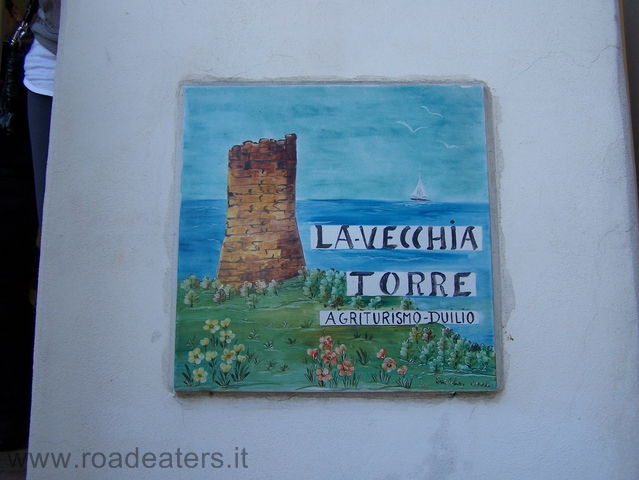 LA-VECCHIA
TORRE
AGRITURISMO-DUILIO
www.roadeaters.it